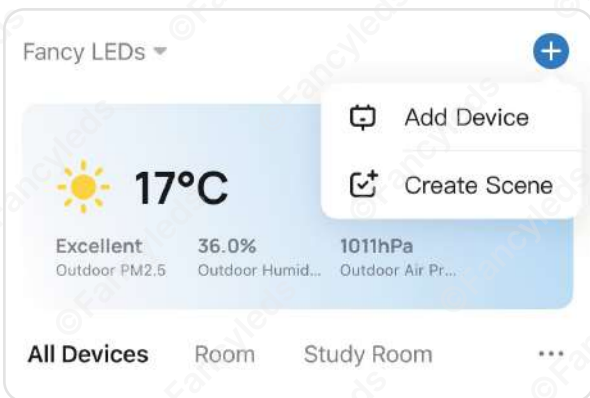 Fancy LEDs
Add Device
17°C
Create Scene
Excellent 36.0% 1011hPa
Outdoor PM2.5 Outdoor Humid... Outdoor Air Pr...
All Devices Room Study Room ...
©Fancyleds